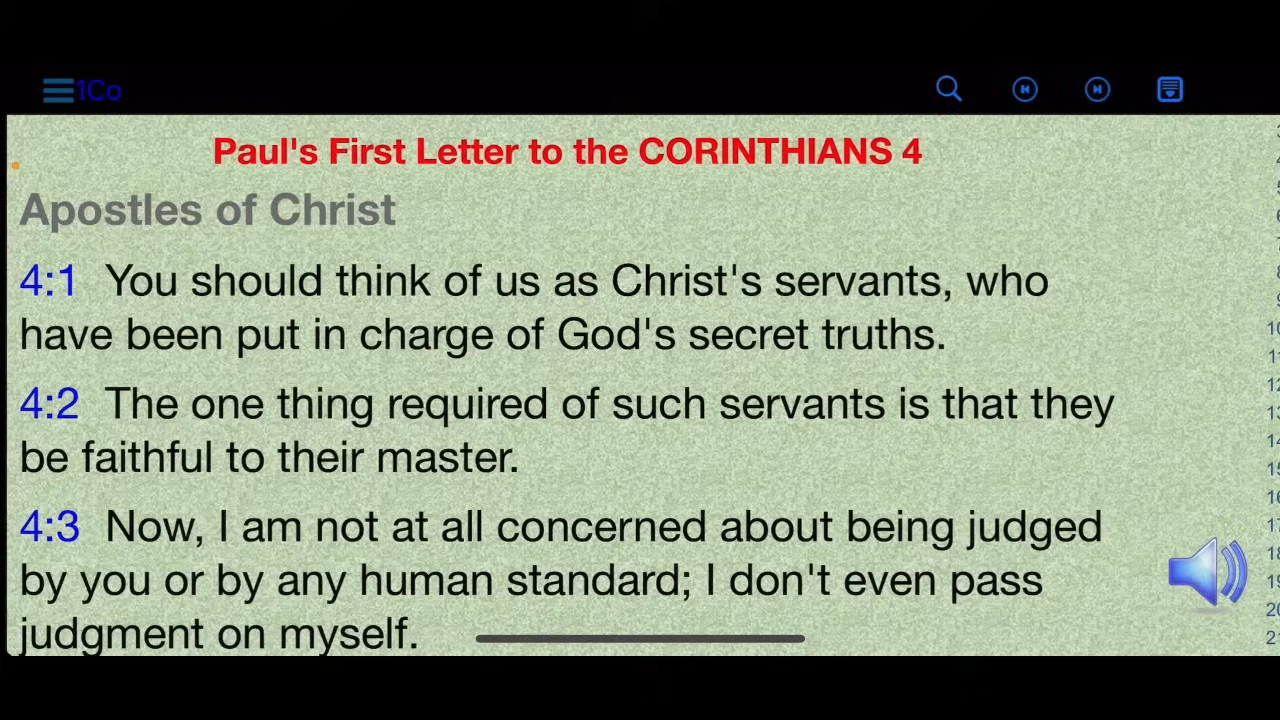 1Co
Paul's First Letter to the CORINTHIANS 4
Apostles of Christ
4:1 You should think of us as Christ's servants, who
have been put in charge of God's secret truths.
4:2 The one thing required of such servants is that they
be faithful to their master.
4:3 Now, I am not at all concerned about being judged
by you or by any human standard; I don't even pass
judgment on myself.